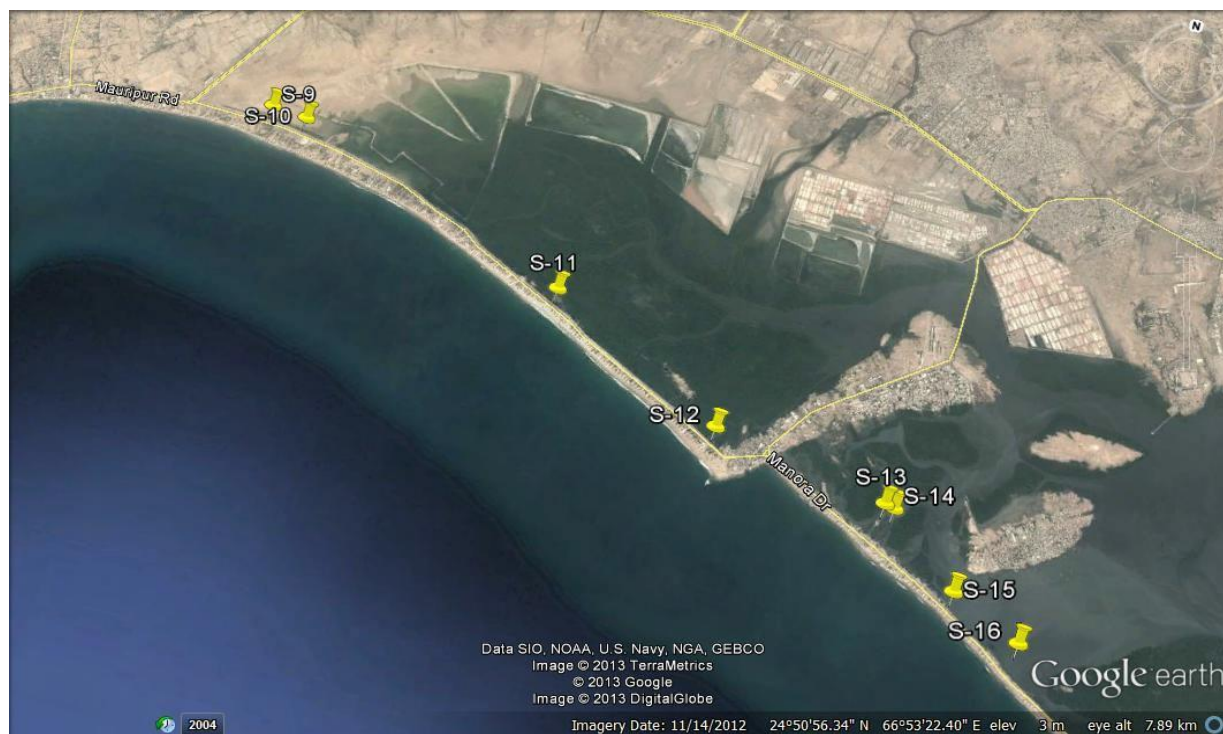 N
Mauripur Rd
S-9
S-10
S-11
S-12
Manora Dr
S-13
S-14
S-15
S-16
Data SIO, NOAA, U.S. Navy, NGA, GEBCO
Image © 2013 TerraMetrics
© 2013 Google
Image © 2013 DigitalGlobe
Google earth
2004
Imagery Date: 11/14/2012 24°50'56.34" N 66°53'22.40" E elev 3 m eye alt 7.89 km